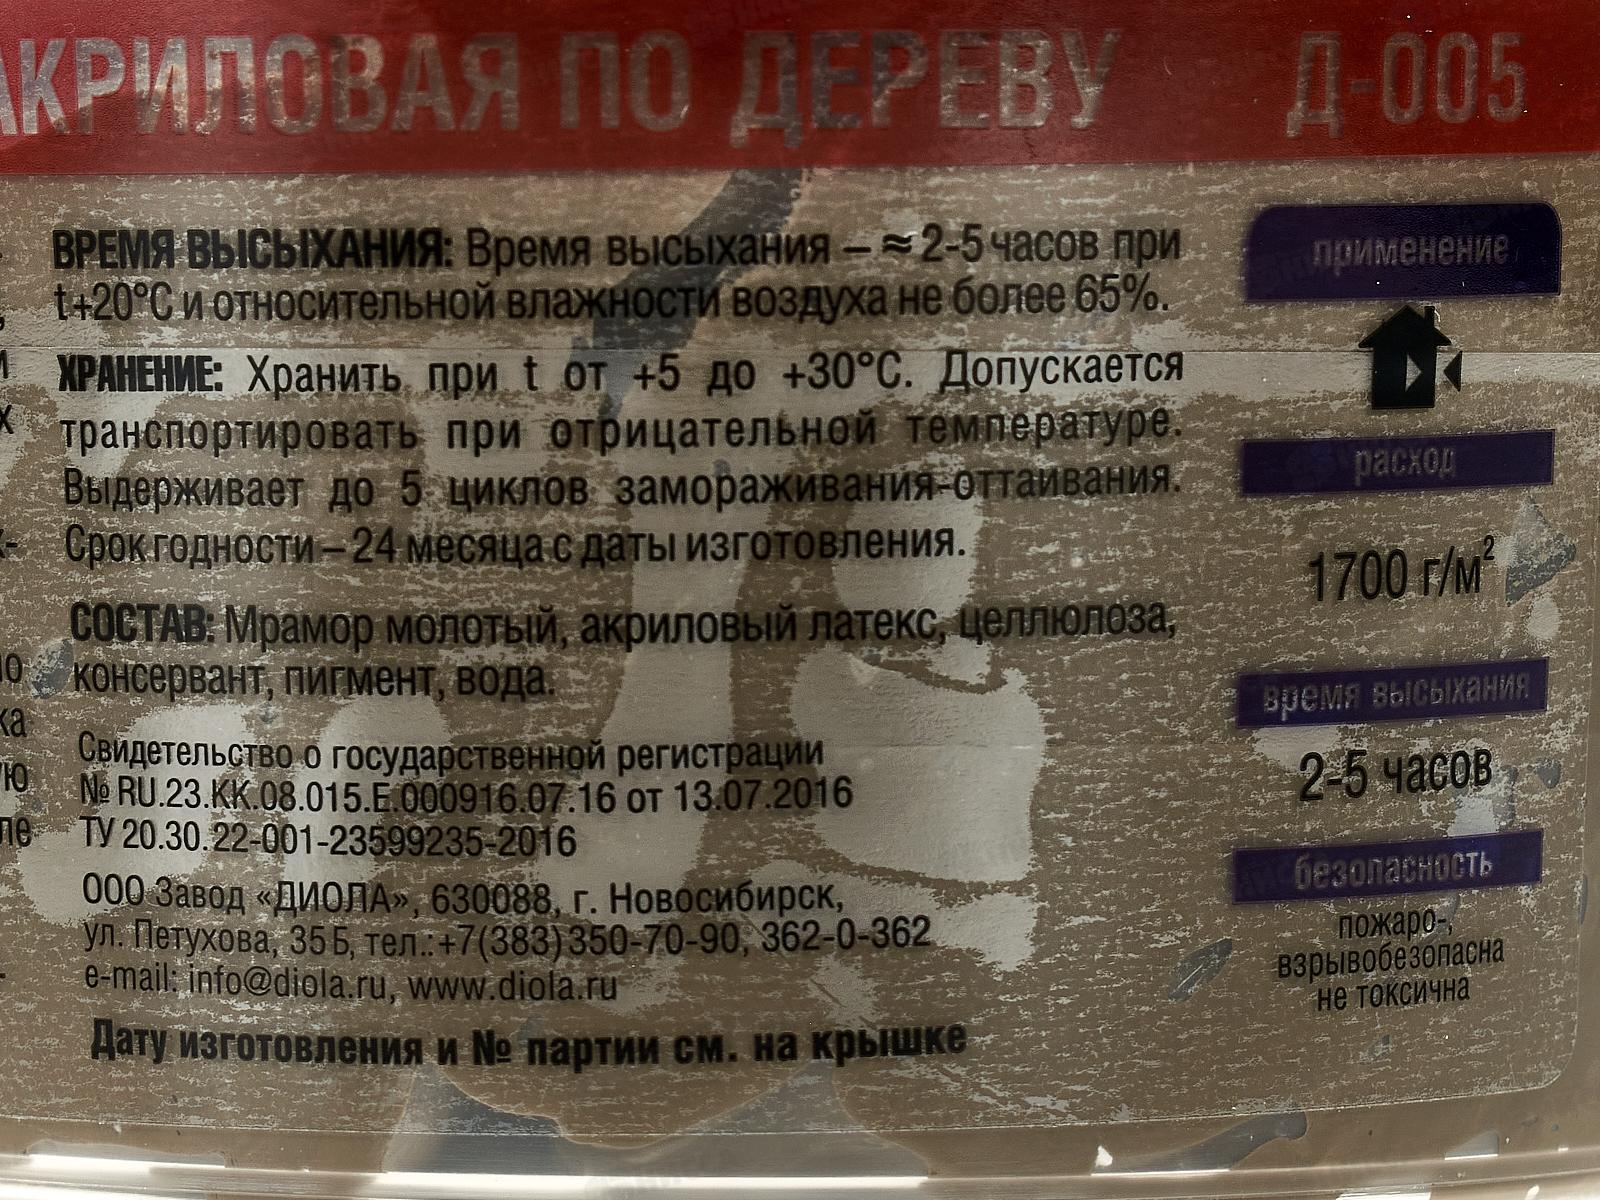 АКРИЛОВАЯ ПО ДЕРЕВУ Д-005
ВРЕМЯ ВЫСЫХАНИЯ: Время высыхания – ≈ 2-5 часов при
t+20°C и относительной влажности воздуха не более 65%.
ХРАНЕНИЕ: Хранить при t от +5 до +30°C. Допускается
транспортировать при отрицательной температуре.
Выдерживает до 5 циклов замораживания-оттаивания.
Срок годности – 24 месяца с даты изготовления.
СОСТАВ: Мрамор молотый, акриловый латекс, целлюлоза,
консервант, пигмент, вода.
Свидетельство о государственной регистрации
№ RU.23.КК.08.015.Е.000916.07.16 от 13.07.2016
ТУ 20.30.22-001-23599235-2016
ООО Завод «ДИОЛА», 630088, г. Новосибирск,
ул. Петухова, 35 Б, тел.:+7(383)350-70-90, 362-0-362
e-mail: info@diola.ru, www.diola.ru
Дату изготовления и № партии см. на крышке
применение
расход
1700 г/м²
время высыхания
2-5 часов
безопасность
пожаро-,
взрывобезопасна
не токсична